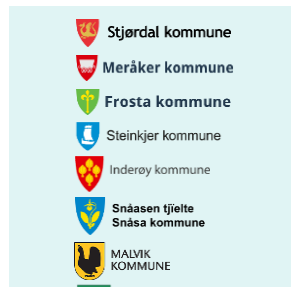 Stjørdal kommune
Meråker kommune
Frosta kommune
Steinkjer kommune
Inderøy kommune
Snåasen tjïelte
Snåsa kommune
MALVIK
KOMMUNE